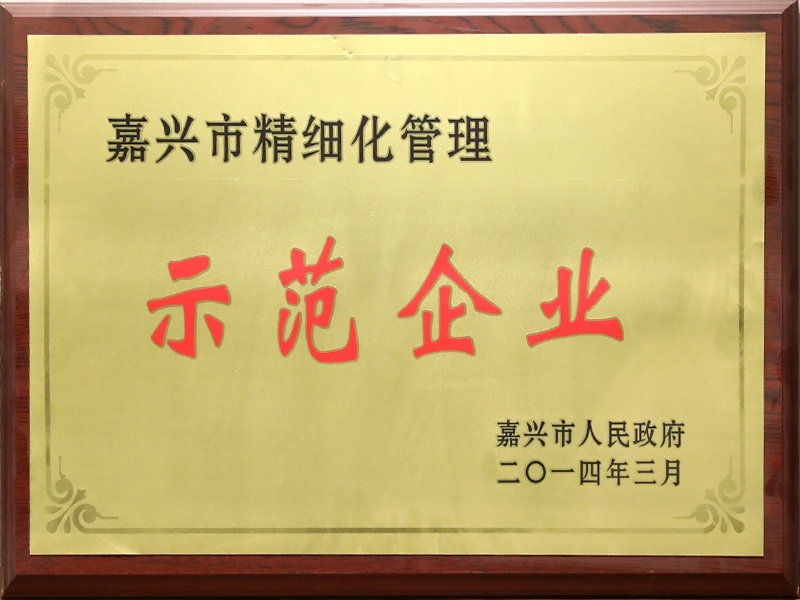 嘉兴市精细化管理
示范企业
嘉兴市人民政府
二〇一四年三月